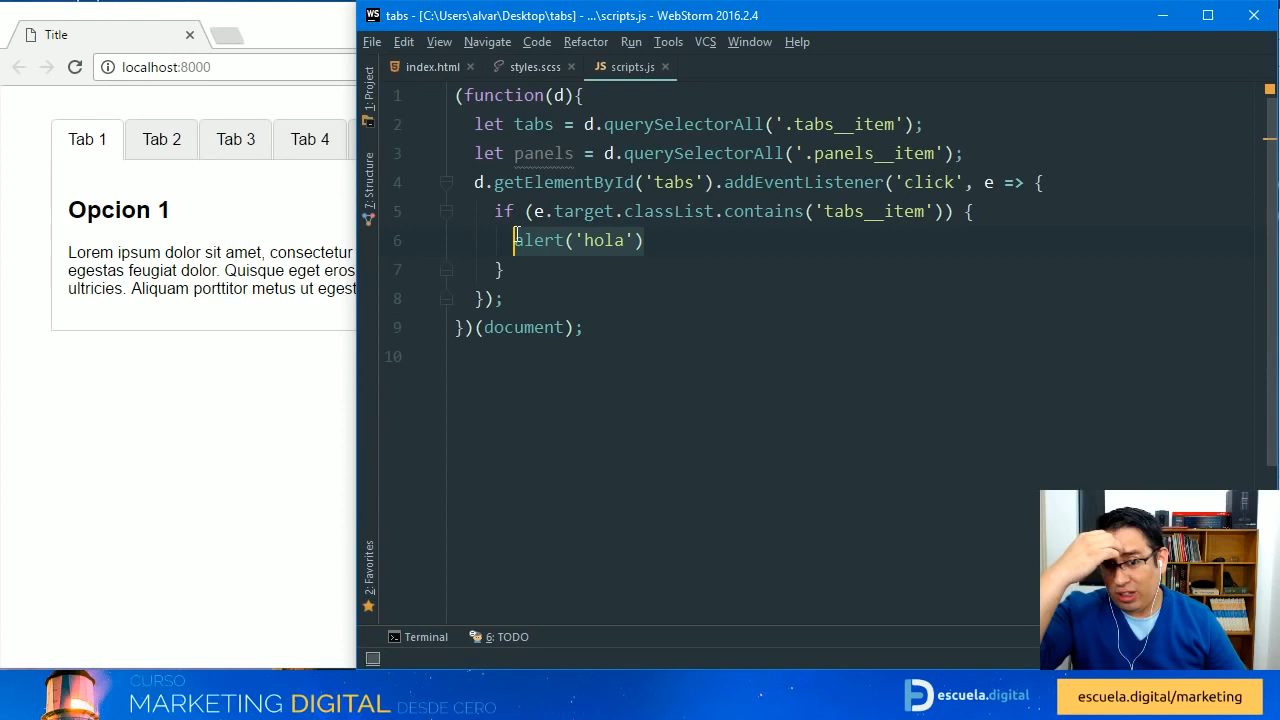 Title
localhost:8000
Tab 1
Tab 2
Tab 3
Tab 4
Opcion 1
Lorem ipsum dolor sit amet, consectetur
egestas feugiat dolor. Quisque eget eros
ultricies. Aliquam porttitor metus ut egest
WS
tabs - [C:\Users\alvar\Desktop\tabs] - ...\scripts.js - WebStorm 2016.2.4
File Edit View Navigate Code Refactor Run Tools VCS Window Help
index.html
styles.scss
JS scripts.js
1: Project
7: Structure
2: Favorites
1 (function(d){
2 let tabs = d.querySelectorAll('.tabs__item');
3 let panels = d.querySelectorAll('.panels__item');
4 d.getElementById('tabs').addEventListener('click', e => {
5 if (e.target.classList.contains('tabs__item')) {
6 alert('hola')
7 }
8 });
9 })(document);
10
Terminal
6: TODO
CURSO
MARKETING DIGITAL DESDE CERO
escuela.digital
escuela.digital/marketing